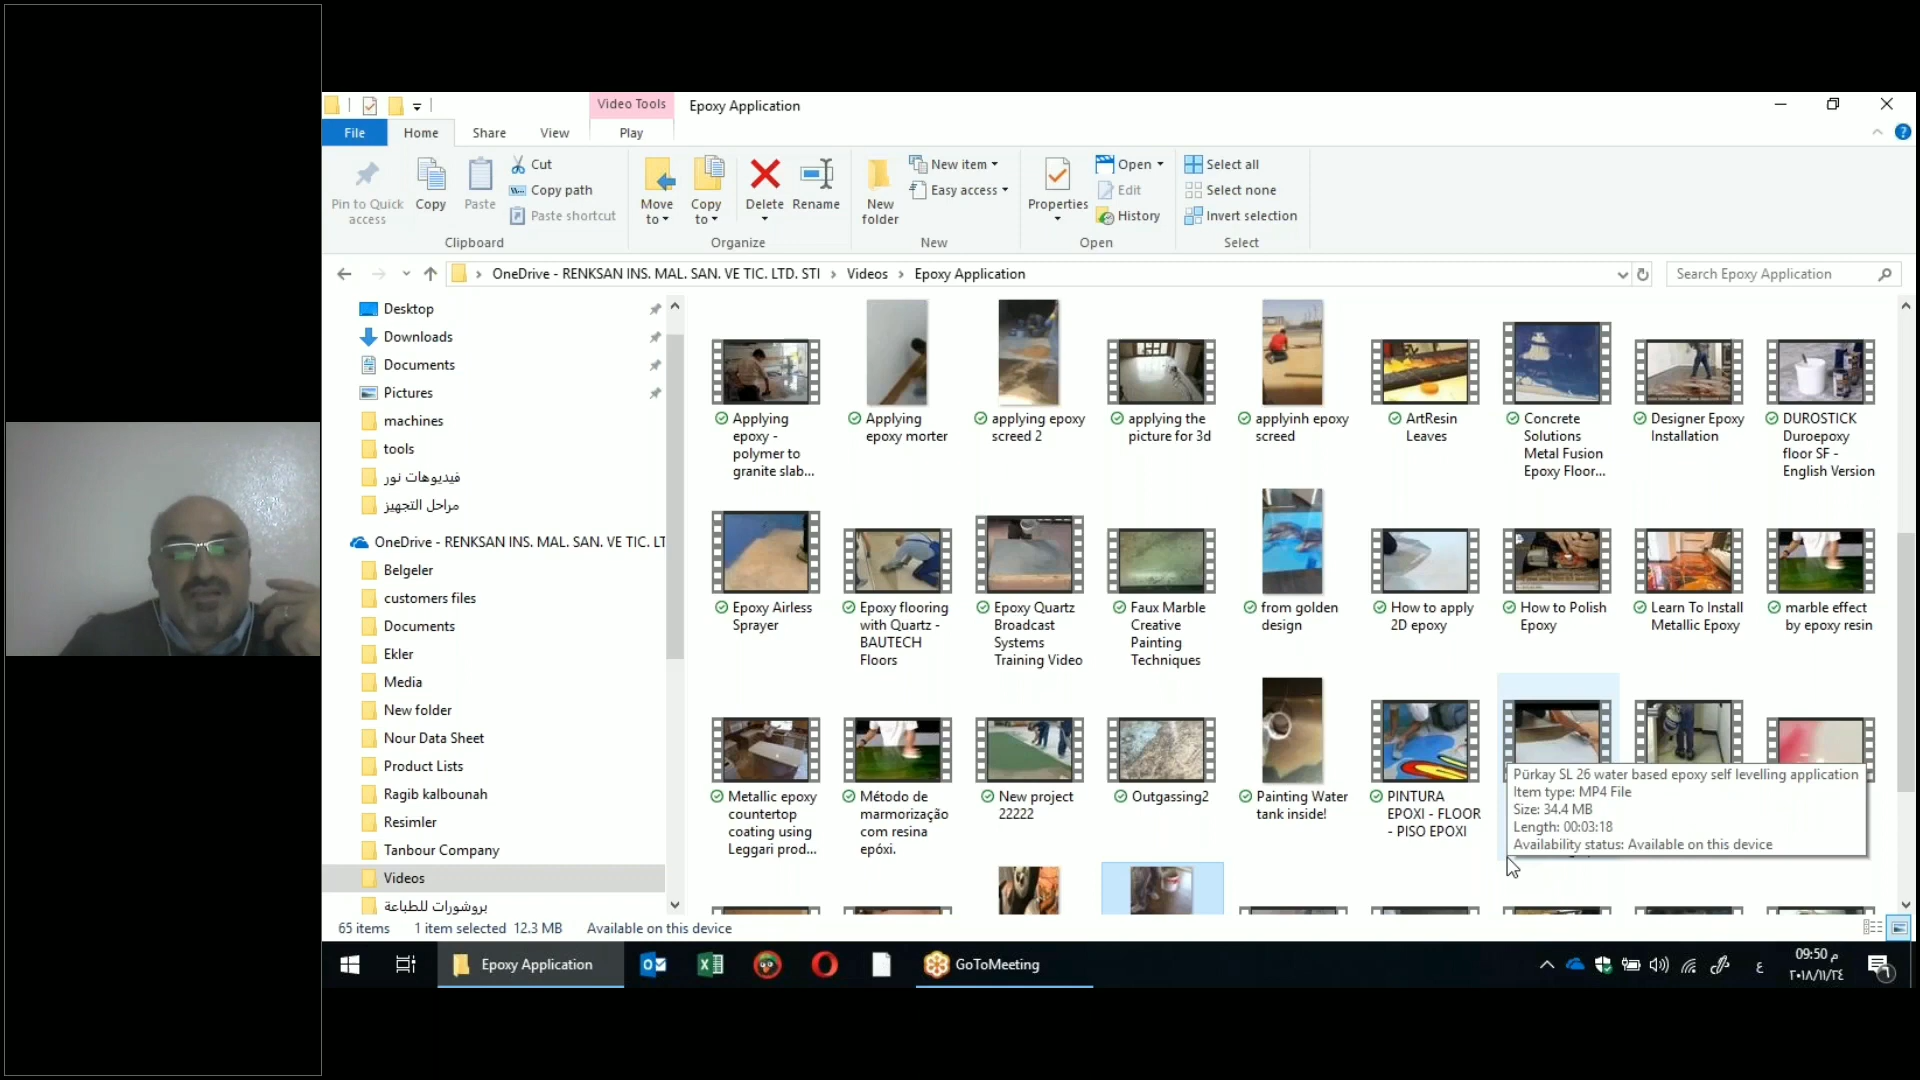 Video Tools
Epoxy Application
File
Home
Share
View
Play
Pin to Quick
access
Copy
Paste
Cut
Copy path
Paste shortcut
Clipboard
Move
to
Copy
to
Delete
Rename
Organize
New
folder
New item
Easy access
New
Properties
Open
Edit
History
Open
Select all
Select none
Invert selection
Select
OneDrive - RENKSAN INS. MAL. SAN. VE TIC. LTD. STI
Videos
Epoxy Application
Search Epoxy Application
Desktop
Downloads
Documents
Pictures
machines
tools
فيديوهات نور
مراحل التجهيز
OneDrive - RENKSAN INS. MAL. SAN. VE TIC. LT
Belgeler
customers files
Documents
Ekler
Media
New folder
Nour Data Sheet
Product Lists
Ragib kalbounah
Resimler
Tanbour Company
Videos
بروشورات للطباعة
Applying
epoxy -
polymer to
granite slab...
Applying
epoxy morter
applying epoxy
screed 2
applying the
picture for 3d
applyinh epoxy
screed
ArtResin
Leaves
Concrete
Solutions
Metal Fusion
Epoxy Floor...
Designer Epoxy
Installation
DUROSTICK
Duroepoxy
floor SF -
English Version
Epoxy Airless
Sprayer
Epoxy flooring
with Quartz -
BAUTECH
Floors
Epoxy Quartz
Broadcast
Systems
Training Video
Faux Marble
Creative
Painting
Techniques
from golden
design
How to apply
2D epoxy
How to Polish
Epoxy
Learn To Install
Metallic Epoxy
marble effect
by epoxy resin
Metallic epoxy
countertop
coating using
Leggari prod...
Método de
marmorização
com resina
epóxi.
New project
22222
Outgassing2
Painting Water
tank inside!
PINTURA
EPOXI - FLOOR
- PISO EPOXI
Pürkay SL 26 water based epoxy self levelling application
Item type: MP4 File
Size: 34.4 MB
Length: 00:03:18
Availability status: Available on this device
65 items
1 item selected
12.3 MB
Available on this device
Epoxy Application
GoToMeeting
ع
09:50 م
٢٠١٨/١١/٢٤